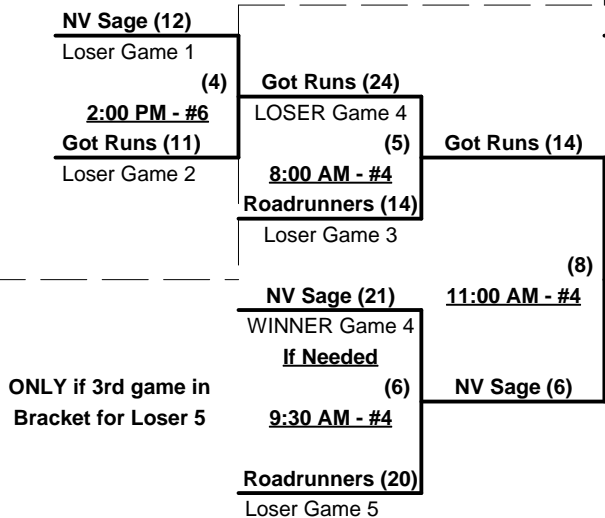 NV Sage (12)
Loser Game 1
(4)
2:00 PM - #6
Got Runs (11)
Loser Game 2
Got Runs (24)
LOSER Game 4
(5)
8:00 AM - #4
Roadrunners (14)
Loser Game 3
Got Runs (14)
(8)
11:00 AM - #4
NV Sage (6)
NV Sage (21)
WINNER Game 4
If Needed
(6)
9:30 AM - #4
Roadrunners (20)
Loser Game 5
ONLY if 3rd game in
Bracket for Loser 5